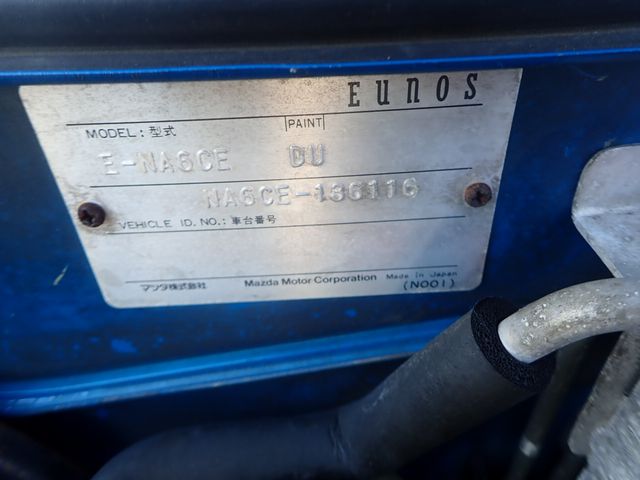 Eunos
MODEL: 型式 PAINT
E-NA6CE DU
NA6CE-136116
VEHICLE ID. NO.: 車台番号
マツダ株式会社 Mazda Motor Corporation Made in Japan
(N001)